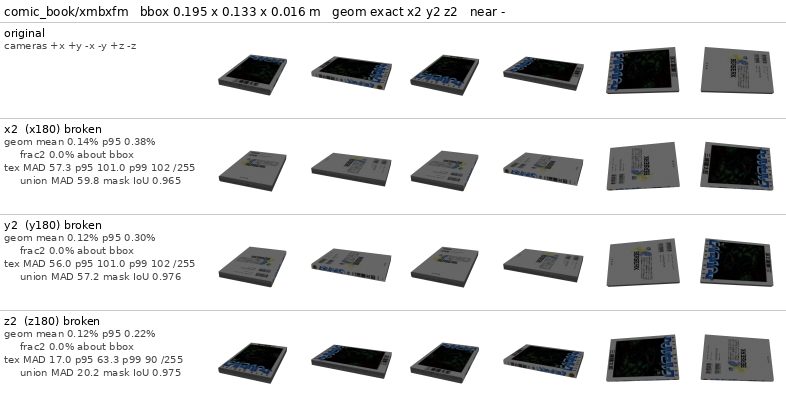 comic_book/xmbxfm   bbox 0.195 x 0.133 x 0.016 m   geom exact x2 y2 z2   near -
original
cameras +x +y -x -y +z -z
x2  (x180) broken
geom mean 0.14% p95 0.38%
frac2 0.0% about bbox
tex MAD 57.3 p95 101.0 p99 102 /255
union MAD 59.8 mask IoU 0.965
y2  (y180) broken
geom mean 0.12% p95 0.30%
frac2 0.0% about bbox
tex MAD 56.0 p95 101.0 p99 102 /255
union MAD 57.2 mask IoU 0.976
z2  (z180) broken
geom mean 0.12% p95 0.22%
frac2 0.0% about bbox
tex MAD 17.0 p95 63.3 p99 90 /255
union MAD 20.2 mask IoU 0.975